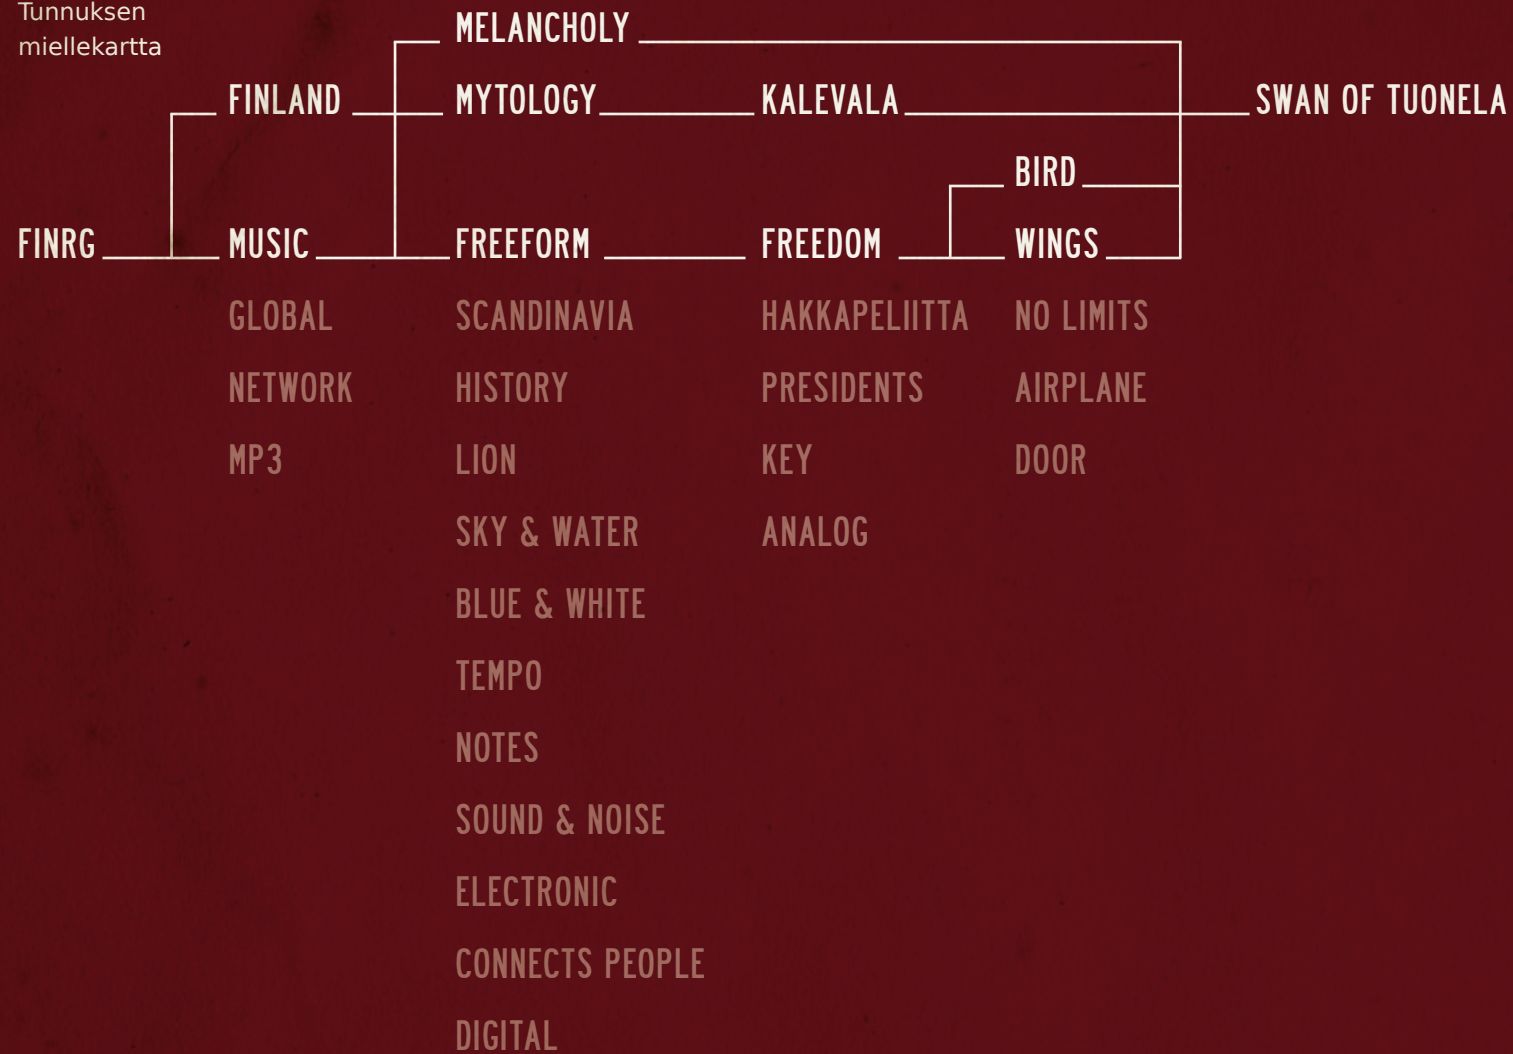 Tunnuksen
miellekartta
MELANCHOLY
FINLAND MYTOLOGY KALEVALA SWAN OF TUONELA
BIRD
FINRG MUSIC FREEFORM FREEDOM WINGS
GLOBAL SCANDINAVIA HAKKAPELIITTA NO LIMITS
NETWORK HISTORY PRESIDENTS AIRPLANE
MP3 LION KEY DOOR
SKY & WATER ANALOG
BLUE & WHITE
TEMPO
NOTES
SOUND & NOISE
ELECTRONIC
CONNECTS PEOPLE
DIGITAL